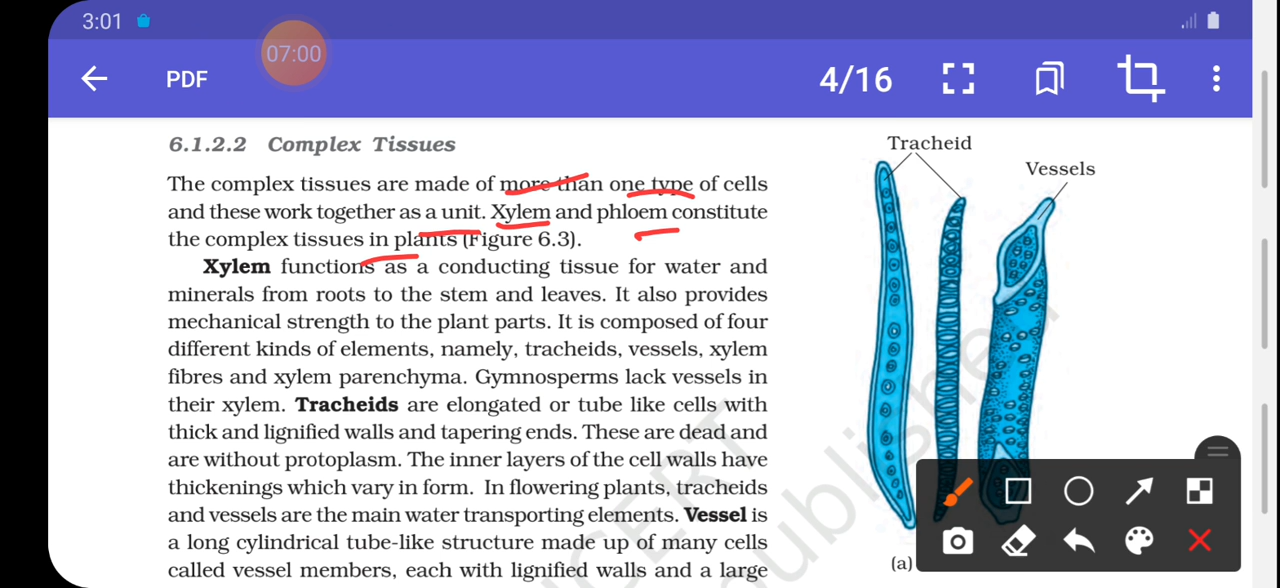 3:01
07:00
PDF
4/16
6.1.2.2 Complex Tissues
The complex tissues are made of more than one type of cells
and these work together as a unit. Xylem and phloem constitute
the complex tissues in plants (Figure 6.3).
Xylem functions as a conducting tissue for water and
minerals from roots to the stem and leaves. It also provides
mechanical strength to the plant parts. It is composed of four
different kinds of elements, namely, tracheids, vessels, xylem
fibres and xylem parenchyma. Gymnosperms lack vessels in
their xylem. Tracheids are elongated or tube like cells with
thick and lignified walls and tapering ends. These are dead and
are without protoplasm. The inner layers of the cell walls have
thickenings which vary in form. In flowering plants, tracheids
and vessels are the main water transporting elements. Vessel is
a long cylindrical tube-like structure made up of many cells
called vessel members, each with lignified walls and a large
Tracheid
Vessels
(a)
NCERT